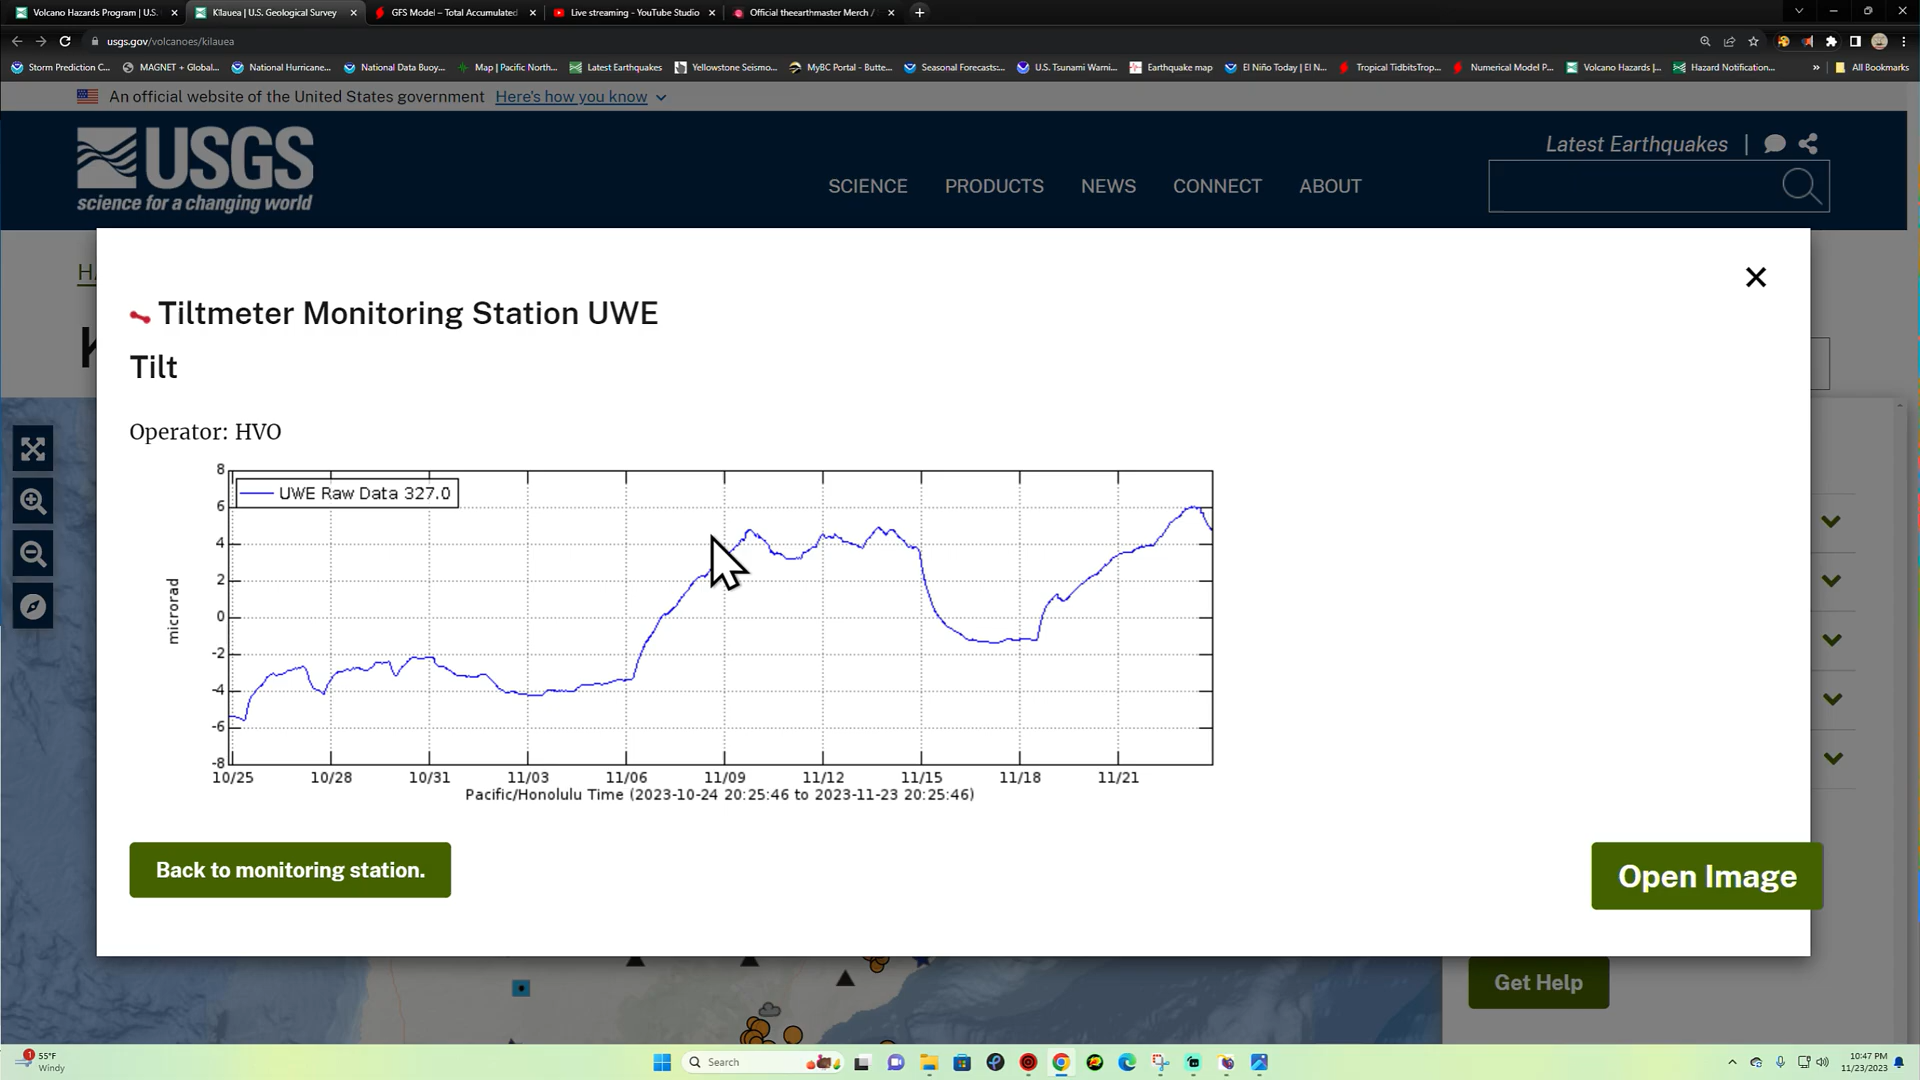 Volcano Hazards Program | U.S.
Kīlauea | U.S. Geological Survey
GFS Model – Total Accumulated
Live streaming - YouTube Studio
Official theearthmaster Merch /
usgs.gov/volcanoes/kilauea
Storm Prediction C...
MAGNET + Global...
National Hurricane...
National Data Buoy...
Map | Pacific North...
Latest Earthquakes
Yellowstone Seismo...
MyBC Portal - Butte...
Seasonal Forecasts:...
U.S. Tsunami Warni...
Earthquake map
El Niño Today | El N...
Tropical TidbitsTrop...
Numerical Model P...
Volcano Hazards |...
Hazard Notification...
»
All Bookmarks
An official website of the United States government Here's how you know
USGS
science for a changing world
Latest Earthquakes |
SCIENCE
PRODUCTS
NEWS
CONNECT
ABOUT
Tiltmeter Monitoring Station UWE
Tilt
Operator: HVO
UWE Raw Data 327.0
8
6
4
2
0
-2
-4
-6
-8
microrad
10/25 10/28 10/31 11/03 11/06 11/09 11/12 11/15 11/18 11/21
Pacific/Honolulu Time (2023-10-24 20:25:46 to 2023-11-23 20:25:46)
Back to monitoring station.
Open Image
Get Help
1
55°F
Windy
Search
10:47 PM
11/23/2023